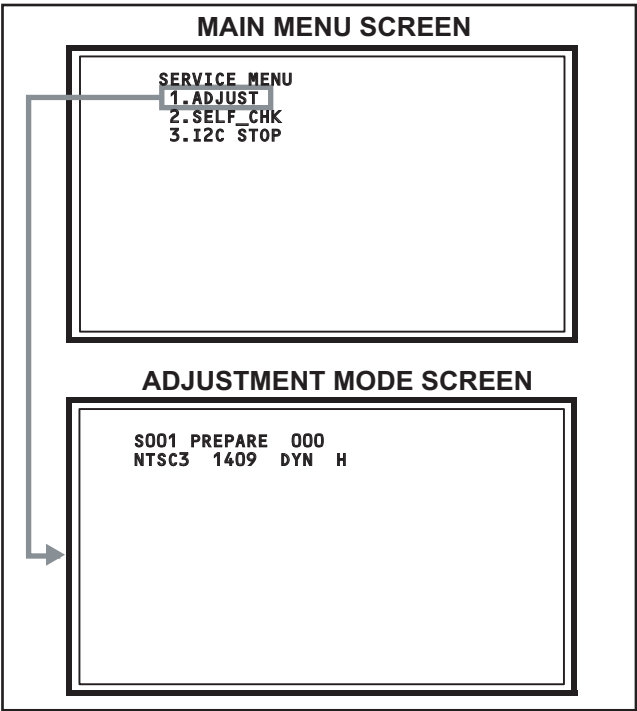 MAIN MENU SCREEN
SERVICE MENU
1.ADJUST
2.SELF_CHK
3.I2C STOP
ADJUSTMENT MODE SCREEN
S001 PREPARE 000
NTSC3 1409 DYN H